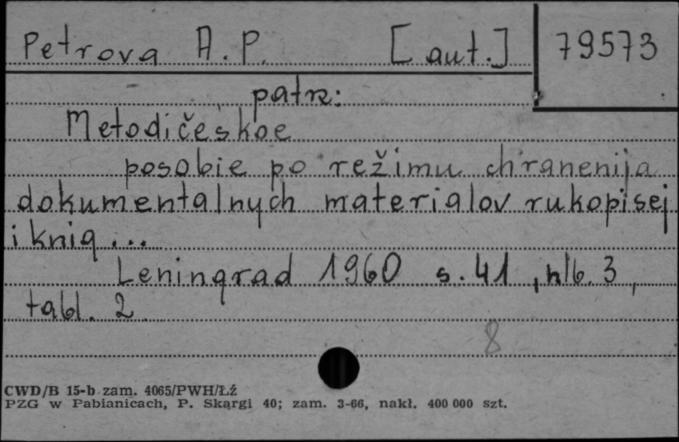 Petrova A.P. [aut.] 79573
patrz:
Metodičeskoe
posobie po režimu chranenija
dokumentalnych materialov rukopisej
i knig...
Leningrad 1960 s. 41, nlb. 3,
tabl. 2
8
CWD/B 15-b zam. 4065/PWH/Łź
PZG w Pabianicach, P. Skargi 40; zam. 3-66, nakł. 400 000 szt.